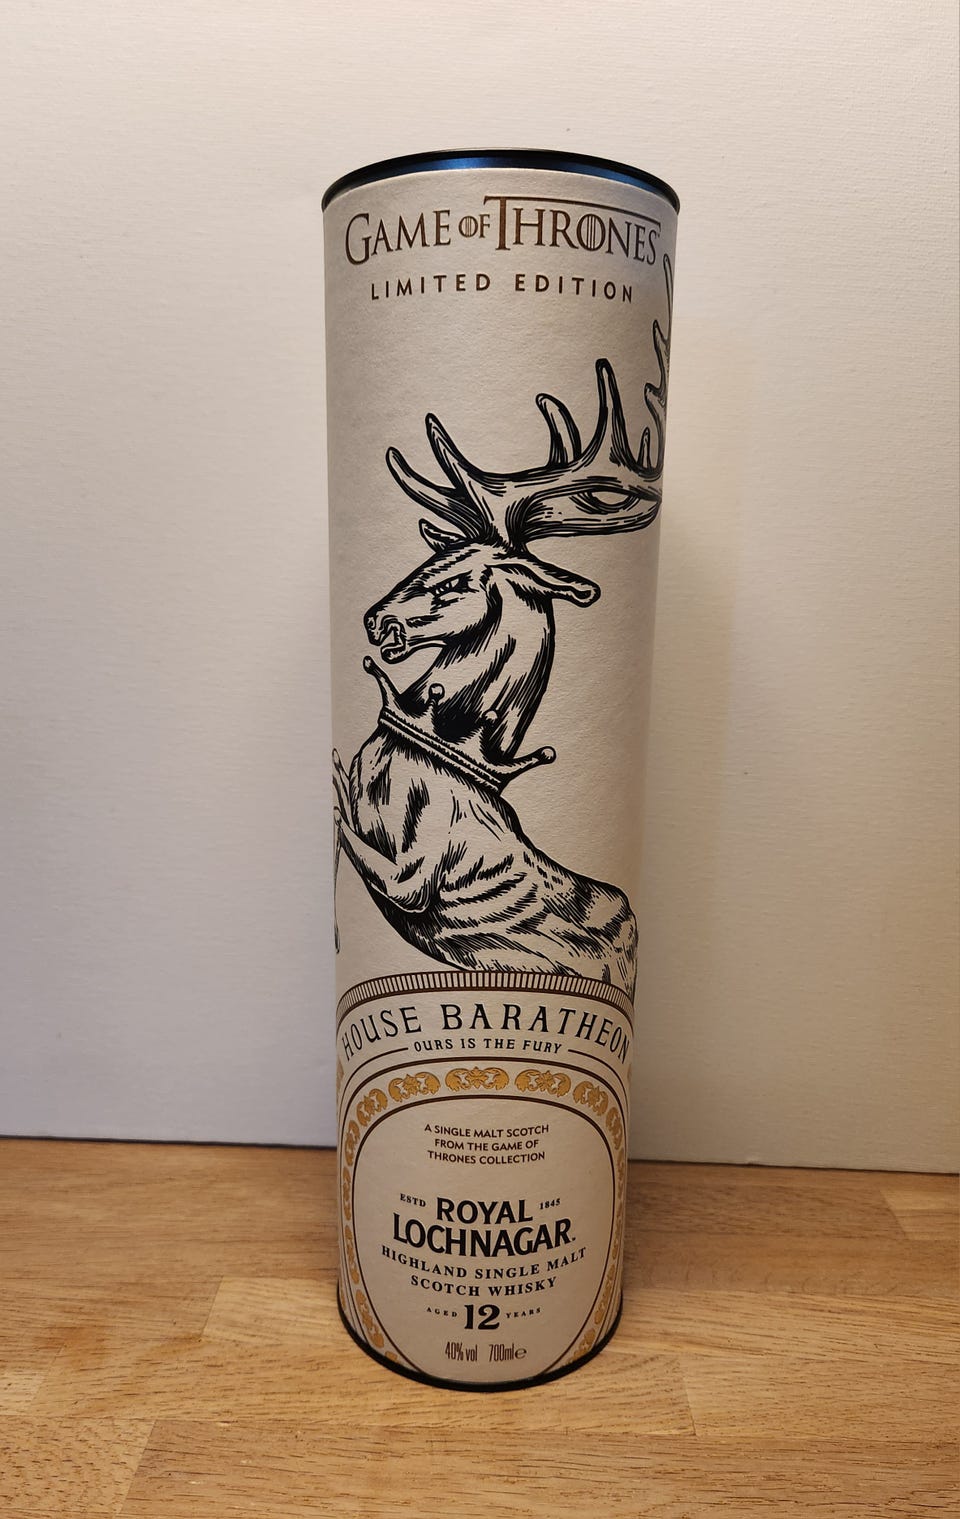 GAME OF THRONES
LIMITED EDITION
HOUSE BARATHEON
OURS IS THE FURY
A SINGLE MALT SCOTCH
FROM THE GAME OF
THRONES COLLECTION
ESTD ROYAL 1845
LOCHNAGAR.
HIGHLAND SINGLE MALT
SCOTCH WHISKY
AGED 12 YEARS
40% vol 700ml e